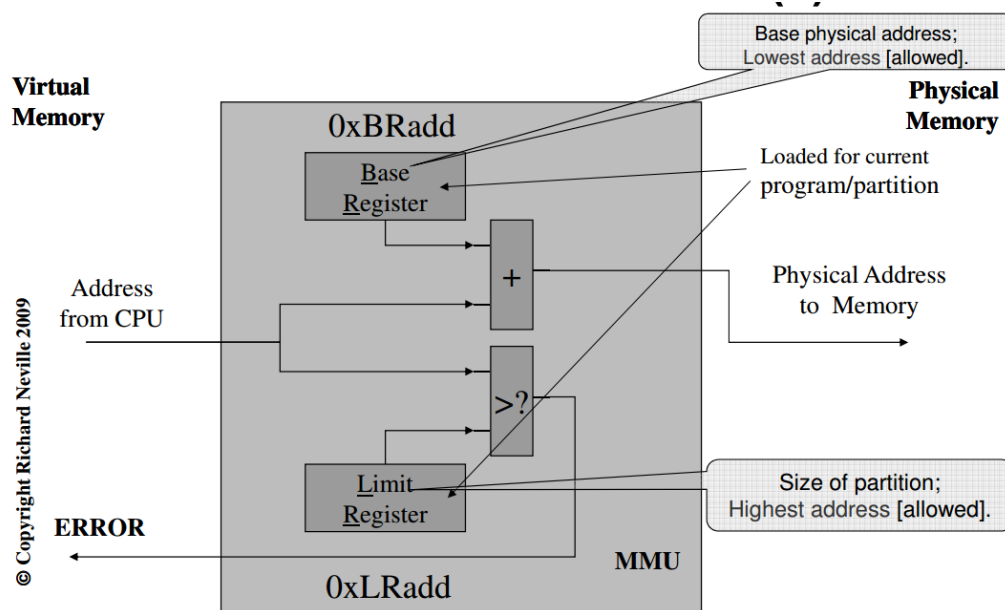 Base physical address;
Lowest address [allowed].
Virtual
Memory
Physical
Memory
0xBRadd
Base
Register
Loaded for current
program/partition
+
Address
from CPU
Physical Address
to Memory
>?
Limit
Register
Size of partition;
Highest address [allowed].
ERROR
MMU
0xLRadd
© Copyright Richard Neville 2009